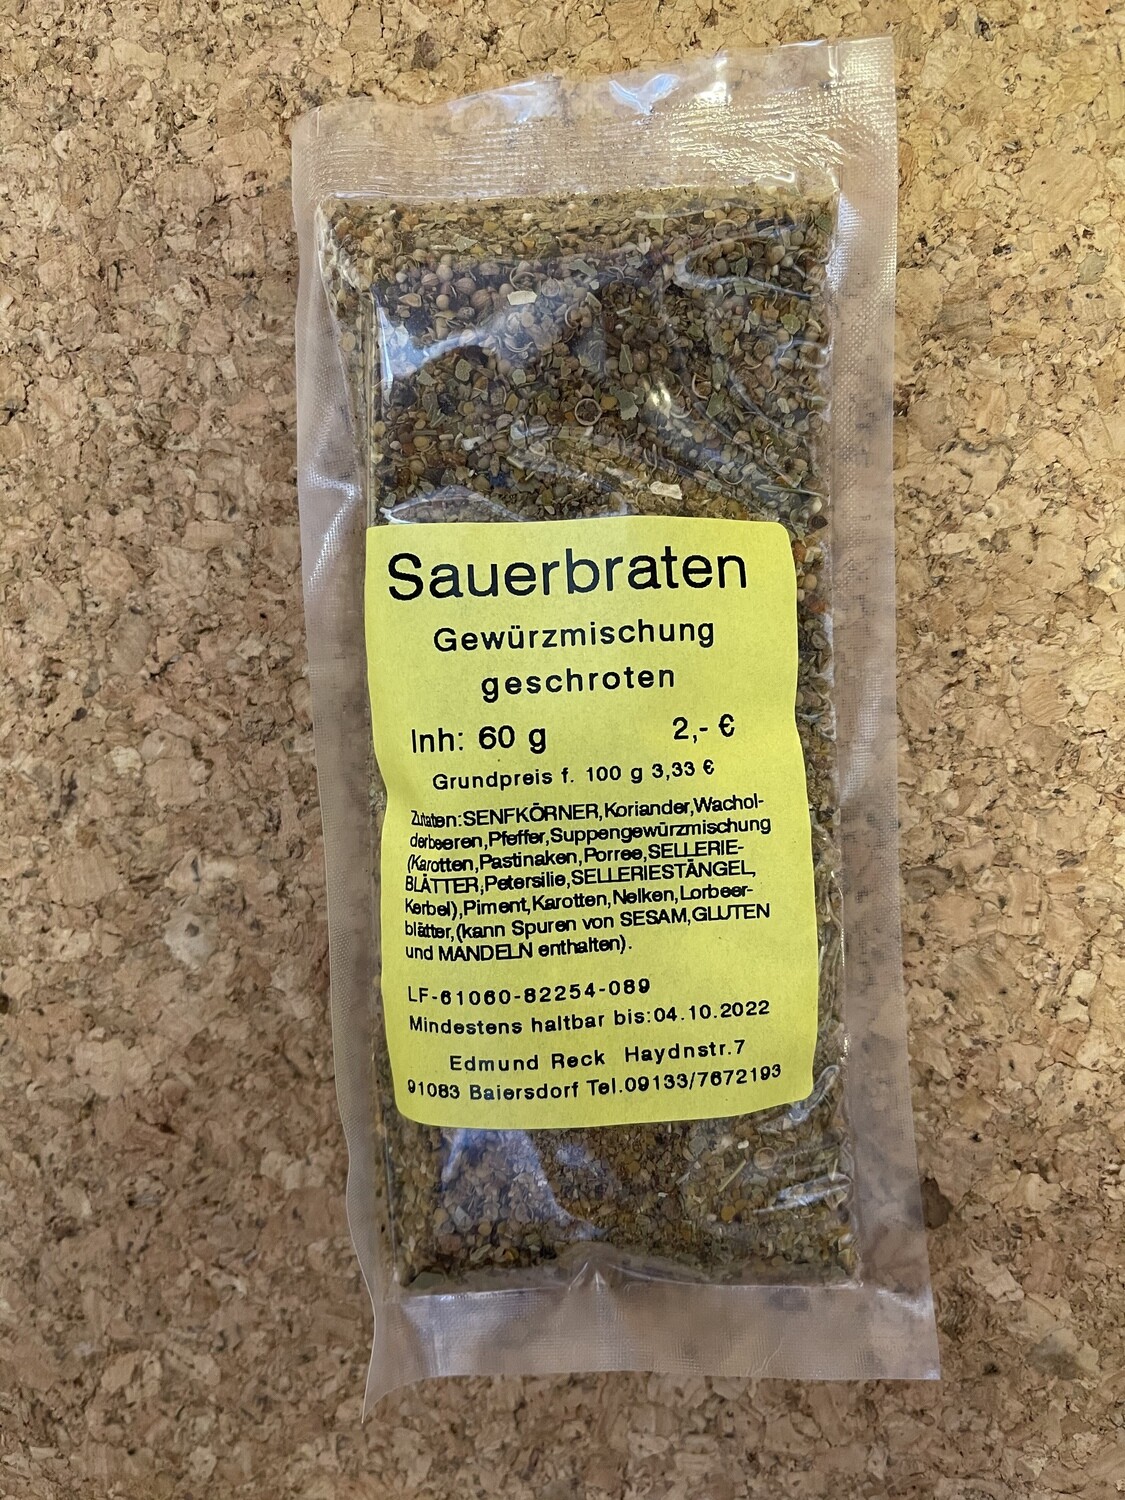 Sauerbraten
Gewürzmischung
geschroten
Inh: 60 g 2,- €
Grundpreis f. 100 g 3,33 €
Zutaten:SENFKÖRNER,Koriander,Wachol-
derbeeren,Pfeffer,Suppengewürzmischung
(Karotten,Pastinaken,Porree,SELLERIE-
BLÄTTER,Petersilie,SELLERIESTÄNGEL,
Kerbel),Piment,Karotten,Nelken,Lorbeer-
blätter,(kann Spuren von SESAM,GLUTEN
und MANDELN enthalten).
LF-61060-82254-089
Mindestens haltbar bis:04.10.2022
Edmund Reck Haydnstr.7
91083 Baiersdorf Tel.09133/7672193